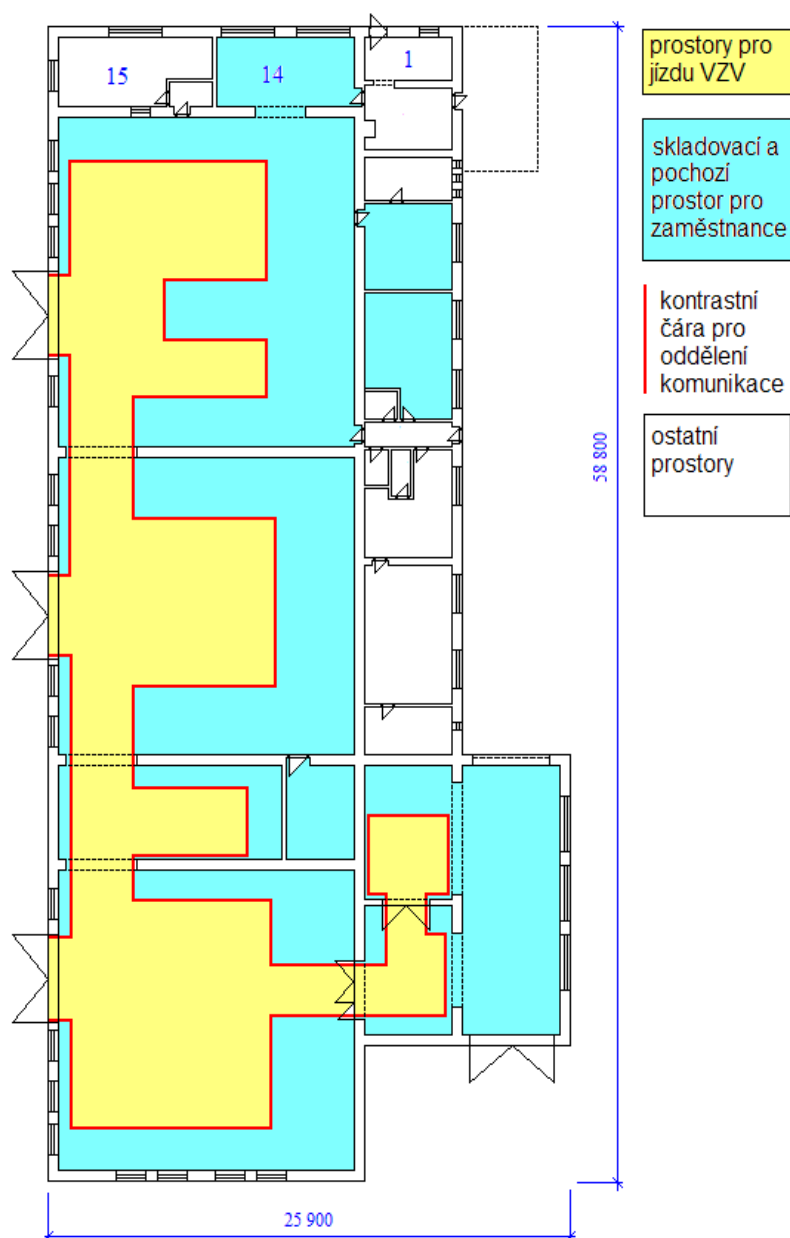 15
14
1
prostory pro
jízdu VZV
skladovací a
pochozí
prostor pro
zaměstnance
kontrastní
čára pro
oddělení
komunikace
ostatní
prostory
58 800
25 900